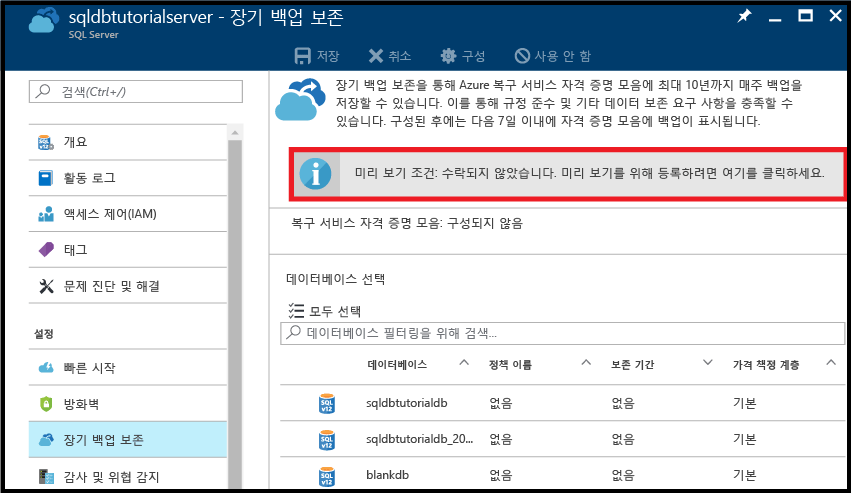 sqldbtutorialserver - 장기 백업 보존
SQL Server
저장 취소 구성 사용 안 함
검색(Ctrl+/)
개요
활동 로그
액세스 제어(IAM)
태그
문제 진단 및 해결
설정
빠른 시작
방화벽
장기 백업 보존
감사 및 위협 감지
장기 백업 보존을 통해 Azure 복구 서비스 자격 증명 모음에 최대 10년까지 매주 백업을
저장할 수 있습니다. 이를 통해 규정 준수 및 기타 데이터 보존 요구 사항을 충족할 수
있습니다. 구성된 후에는 다음 7일 이내에 자격 증명 모음에 백업이 표시됩니다.
미리 보기 조건: 수락되지 않았습니다. 미리 보기를 위해 등록하려면 여기를 클릭하세요.
복구 서비스 자격 증명 모음: 구성되지 않음
데이터베이스 선택
모두 선택
데이터베이스 필터링을 위해 검색...
데이터베이스 정책 이름 보존 기간 가격 책정 계층
SQL v12 sqldbtutorialdb 없음 없음 기본
SQL v12 sqldbtutorialdb_20... 없음 없음 기본
SQL v12 blankdb 없음 없음 기본